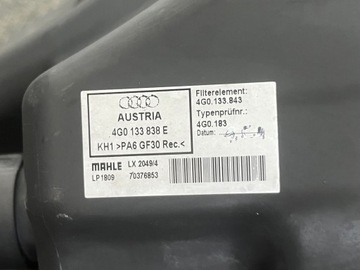 AUSTRIA
4G0 133 838 E
KH1 >PA6 GF30 Rec.<
MAHLE LX 2049/4
LP1809 70376853
Filterelement:
4G0.133.843
Typenprüfnr.:
4G0.183
Datum: